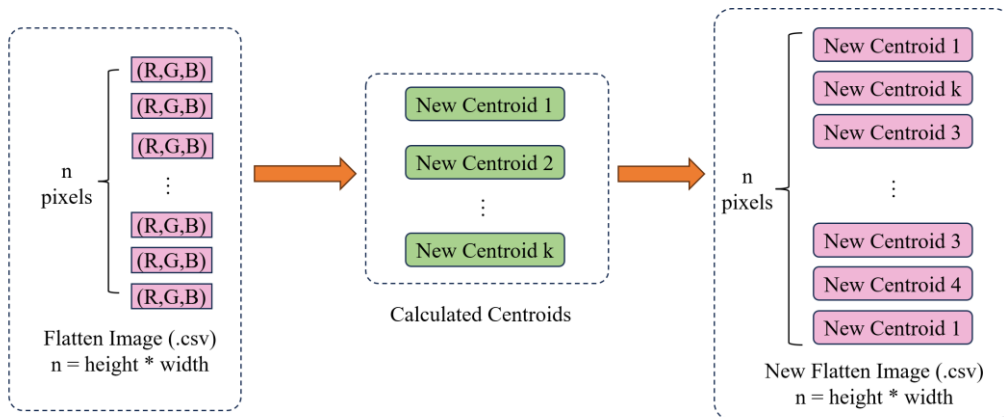 (R,G,B)
(R,G,B)
(R,G,B)
⋮
(R,G,B)
(R,G,B)
(R,G,B)
n
pixels
Flatten Image (.csv)
n = height * width
New Centroid 1
New Centroid 2
⋮
New Centroid k
Calculated Centroids
New Centroid 1
New Centroid k
New Centroid 3
⋮
New Centroid 3
New Centroid 4
New Centroid 1
n
pixels
New Flatten Image (.csv)
n = height * width